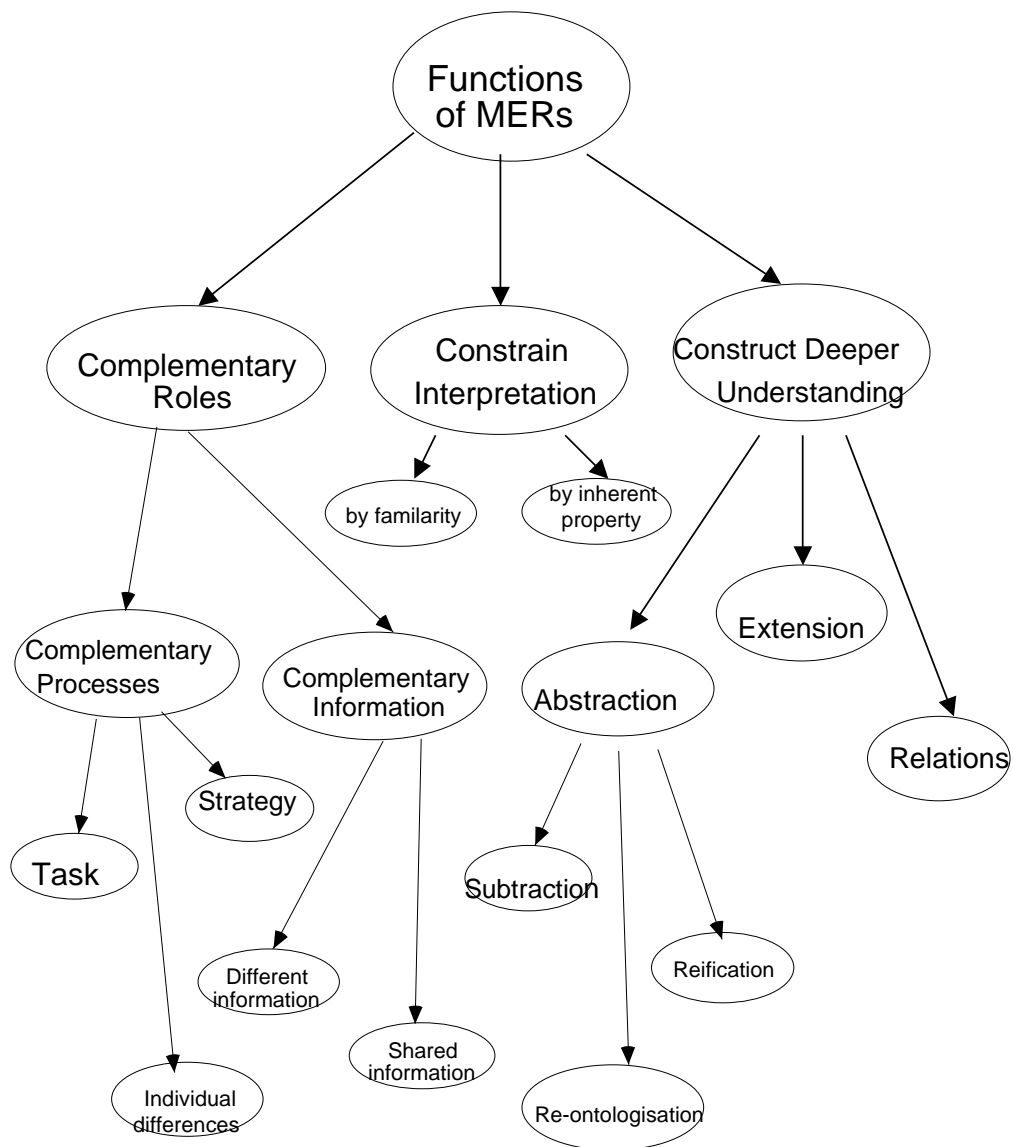 Functions
of MERs
Complementary
Roles
Constrain
Interpretation
Construct Deeper
Understanding
by familarity
by inherent
property
Complementary
Processes
Complementary
Information
Abstraction
Extension
Relations
Strategy
Task
Subtraction
Different
information
Reification
Shared
information
Individual
differences
Re-ontologisation